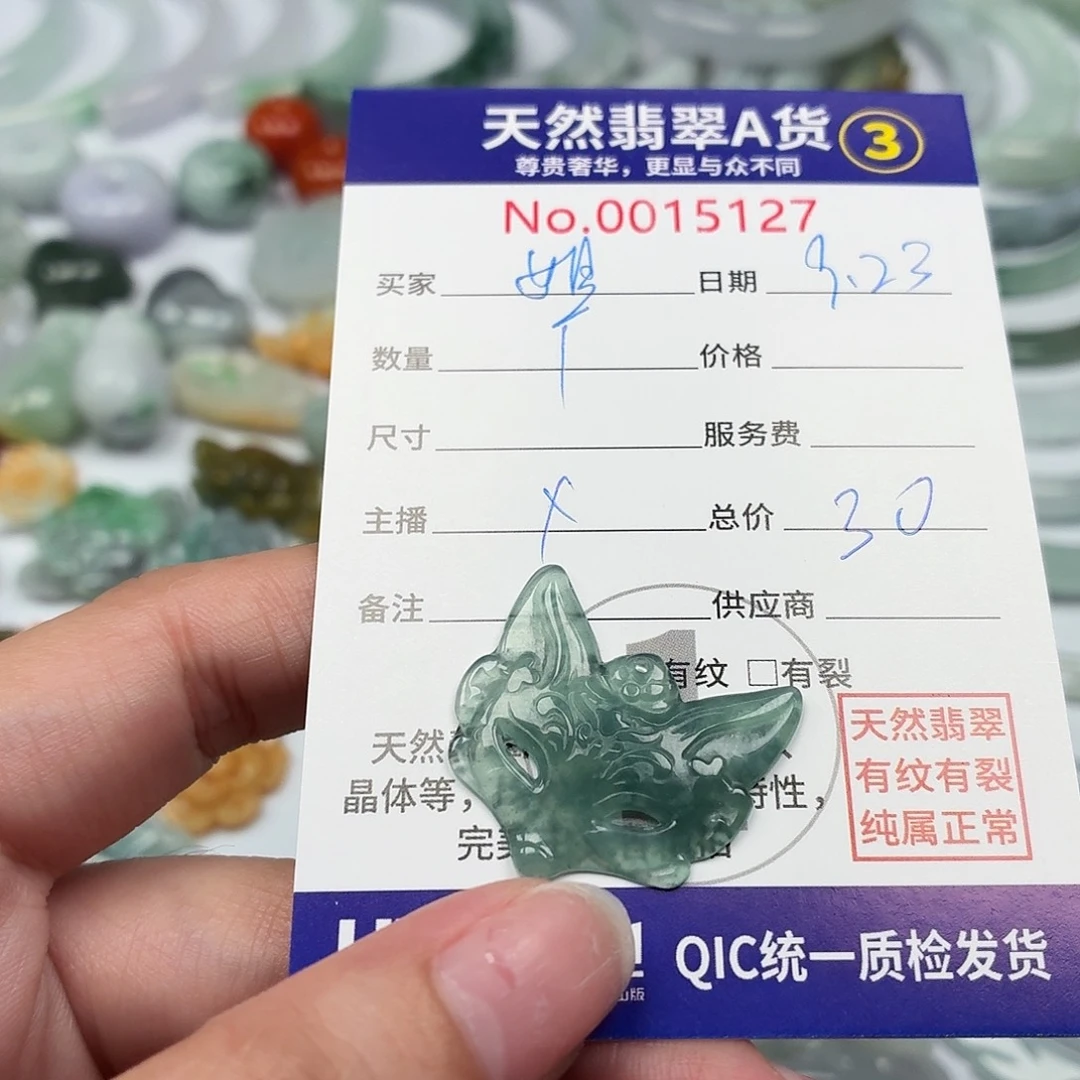 天然翡翠A货 3
尊贵奢华，更显与众不同
No.0015127
买家 姐 日期 9.23
数量 1 价格
尺寸 服务费
主播 X 总价 30
备注 供应商
有纹 □有裂
天然
晶体等， 特性，
完美
天然翡翠
有纹有裂
纯属正常
QIC统一质检发货